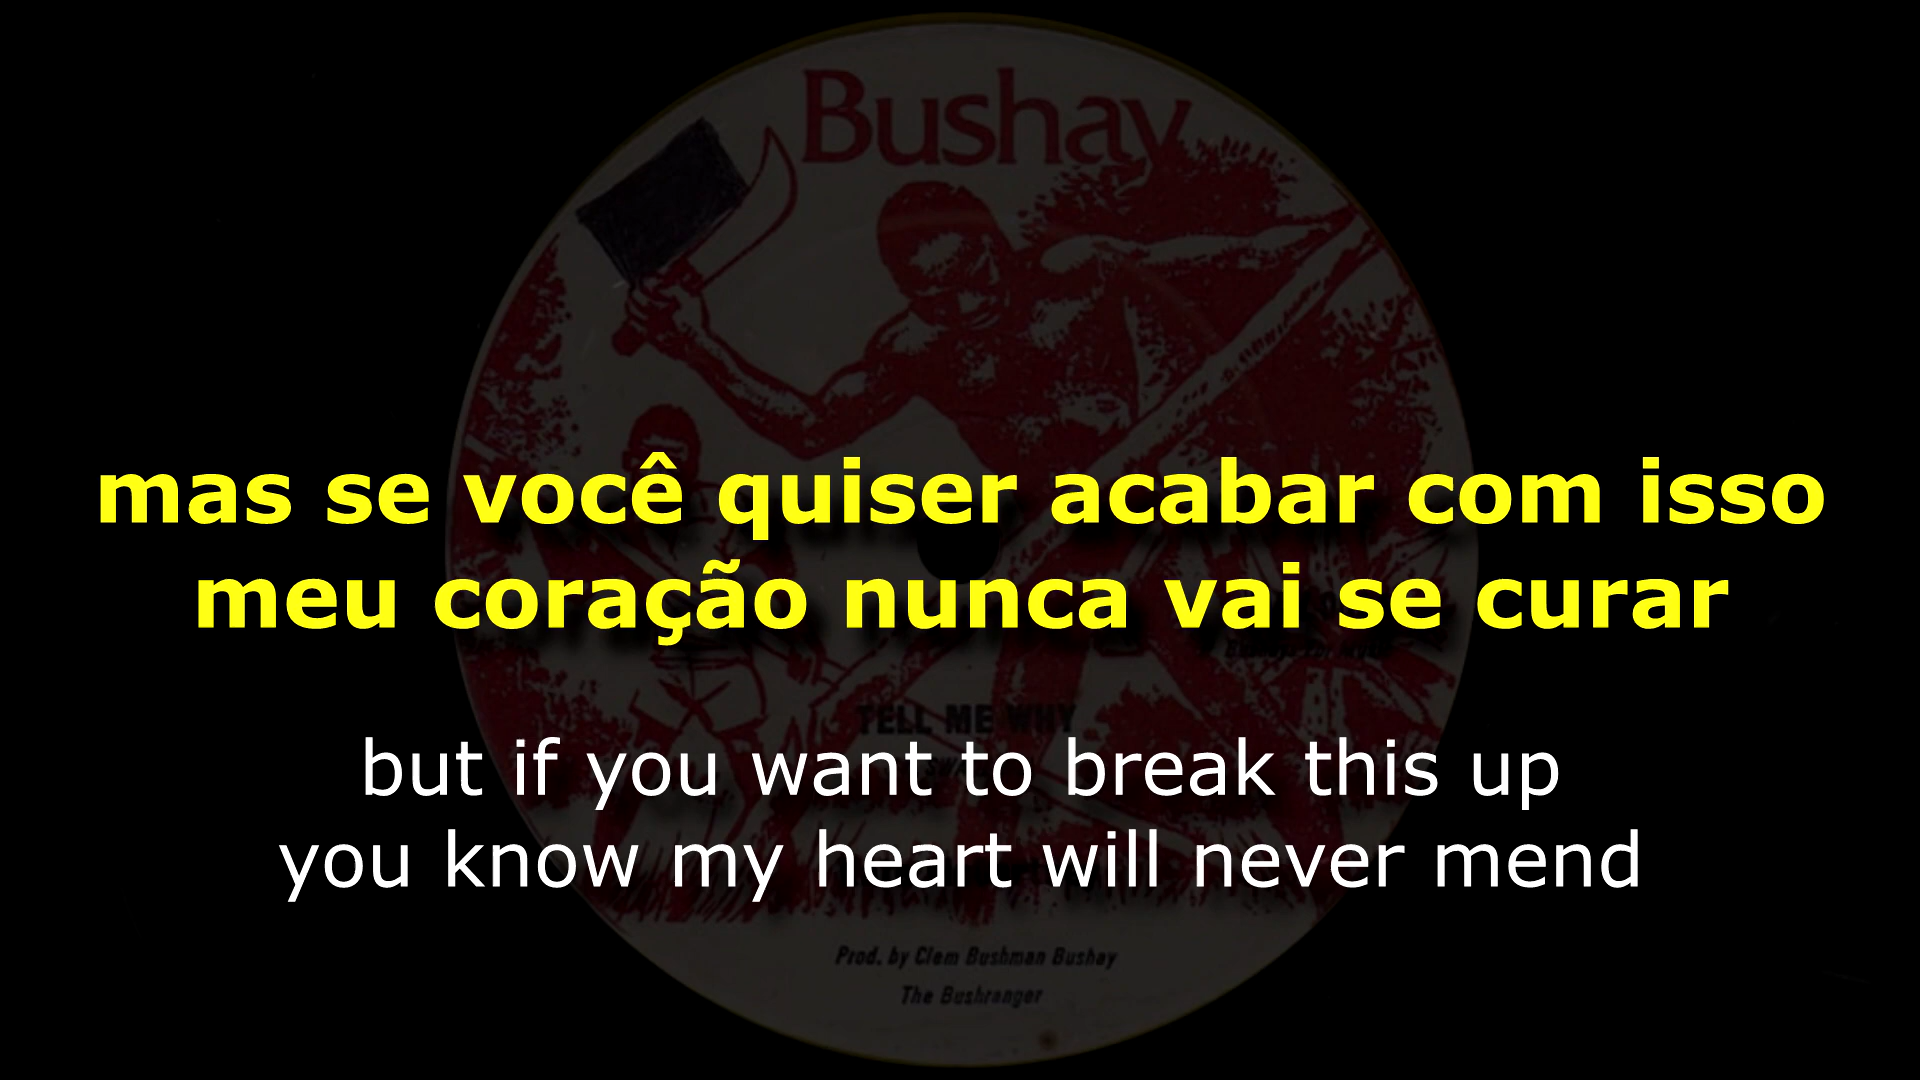 Bushay
mas se você quiser acabar com isso
meu coração nunca vai se curar
TELL ME WHY
but if you want to break this up
you know my heart will never mend
Prod. by Clem Bushman Bushay
The Bushranger